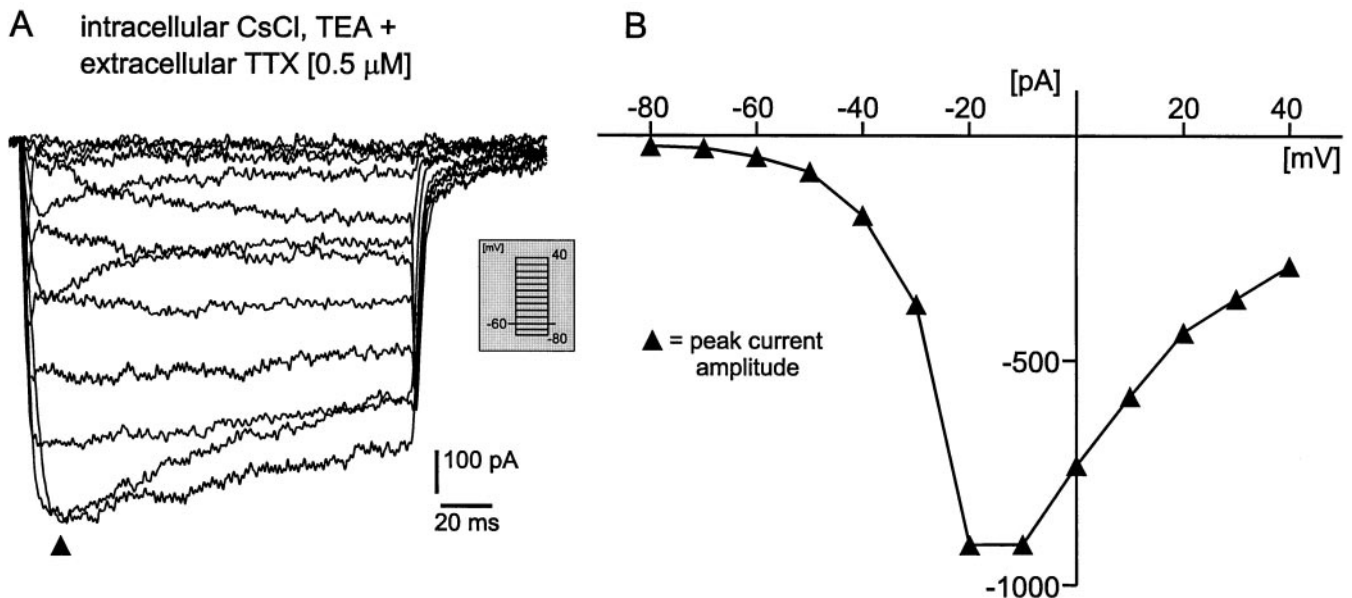 A
intracellular CsCl, TEA +
extracellular TTX [0.5 μM]
[mV]
40
-60
-80
100 pA
20 ms
B
[pA]
-80 -60 -40 -20 20 40
[mV]
▲ = peak current
amplitude
-500
-1000